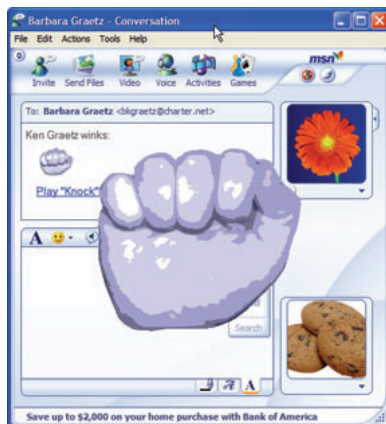 Barbara Graetz - Conversation
File Edit Actions Tools Help
msn
Invite Send Files Video Voice Activities Games
To: Barbara Graetz <bkgraetz@charter.net>
Ken Graetz winks:
Play "Knock"
A
Search
A A
Save up to $2,000 on your home purchase with Bank of America